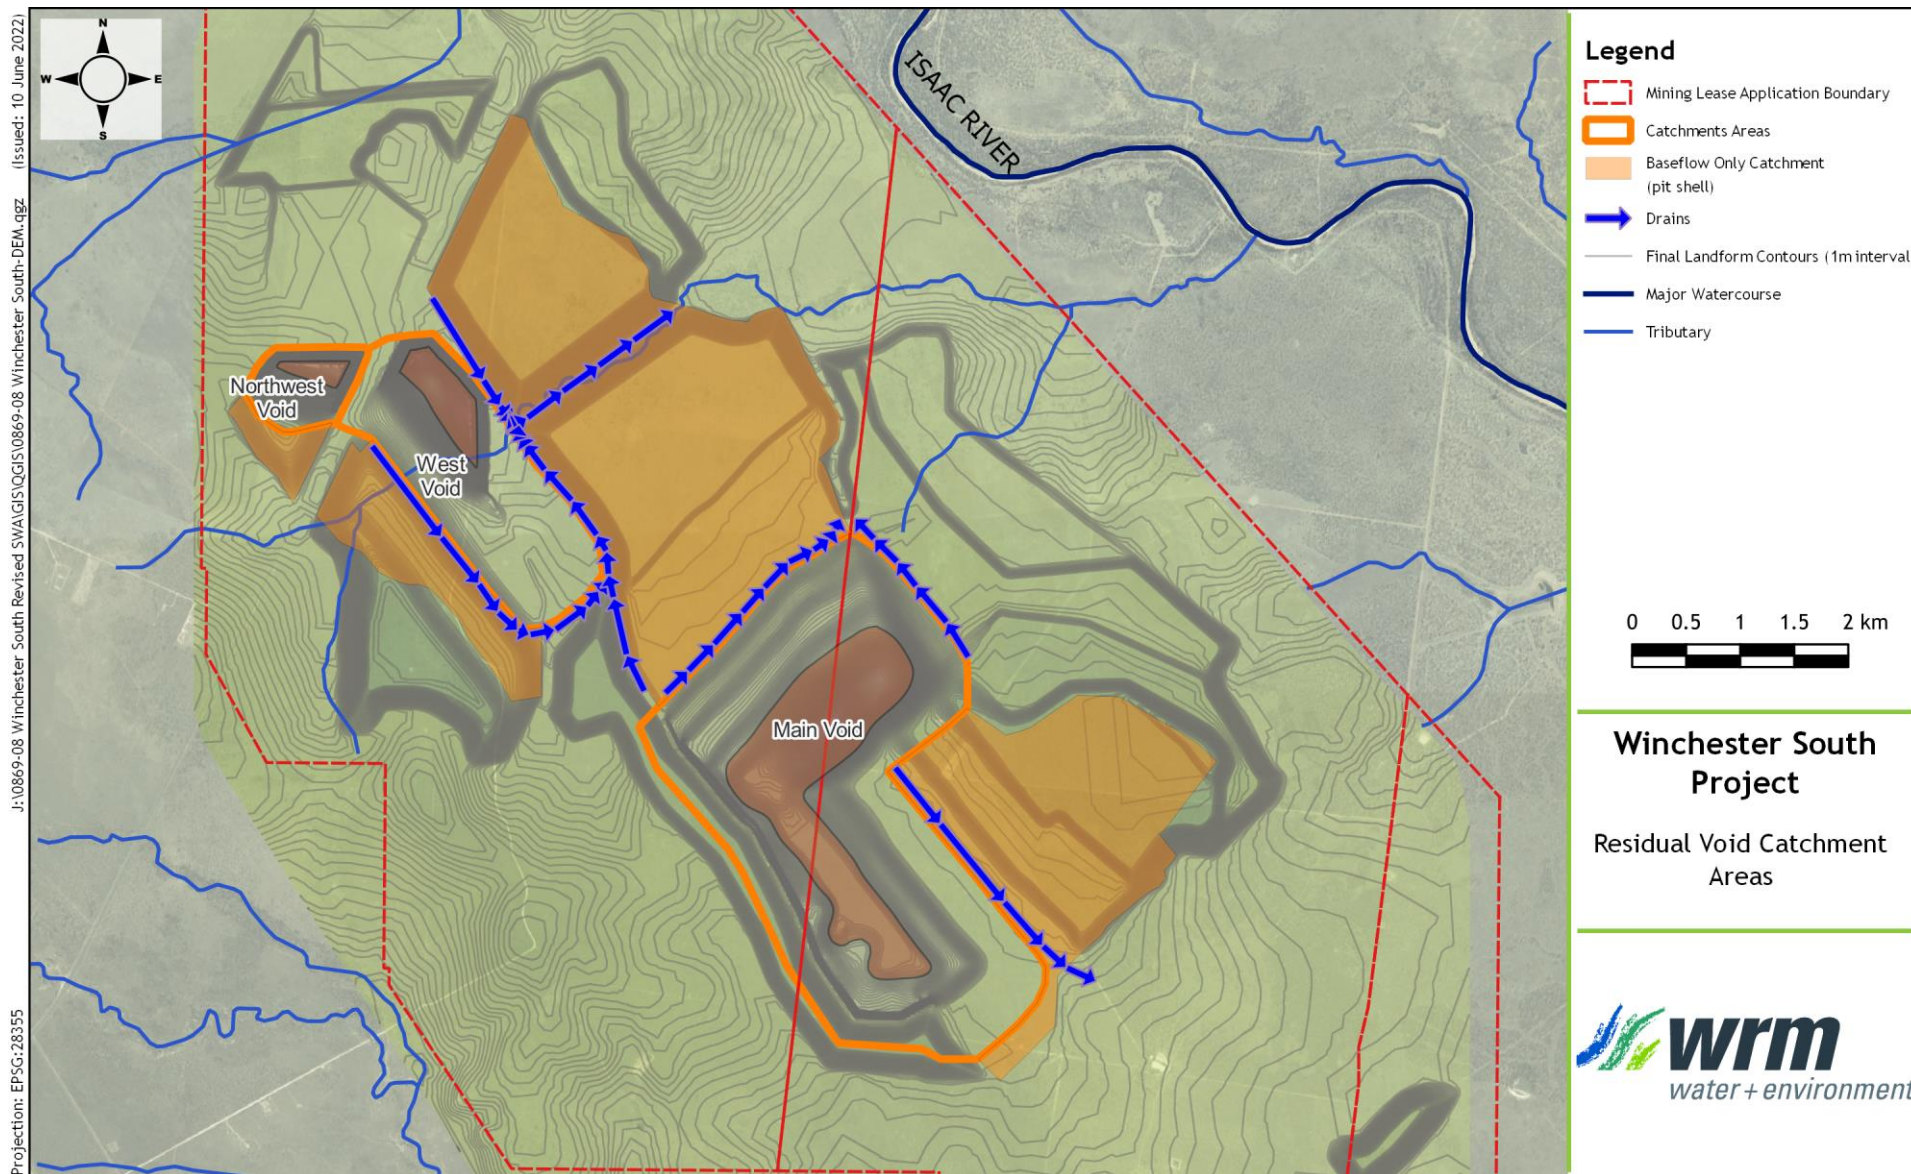 J:\0869-08 Winchester South Revised SWA\GIS\QGIS\0869-08 Winchester South-DEM.qgz (Issued: 10 June 2022)
Projection: EPSG:28355
N
W E
S
ISAAC RIVER
Northwest
Void
West
Void
Main Void
Legend
Mining Lease Application Boundary
Catchments Areas
Baseflow Only Catchment
(pit shell)
Drains
Final Landform Contours (1m interval
Major Watercourse
Tributary
0 0.5 1 1.5 2 km
Winchester South
Project
Residual Void Catchment
Areas
wrm
water + environment